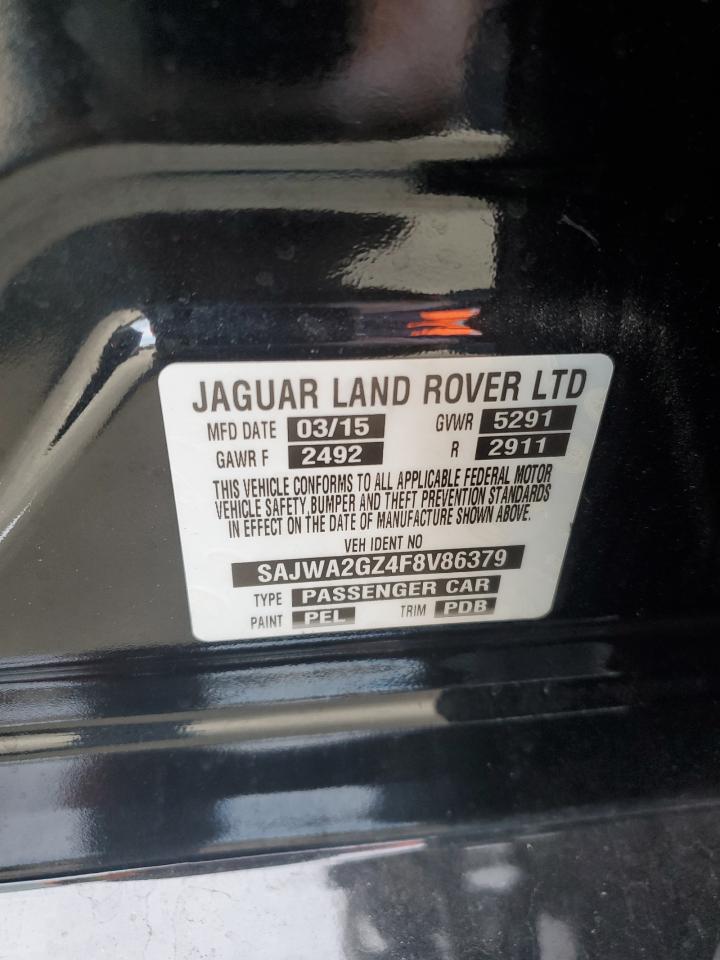 JAGUAR LAND ROVER LTD
MFD DATE 03/15 GVWR 5291
GAWR F 2492 R 2911
THIS VEHICLE CONFORMS TO ALL APPLICABLE FEDERAL MOTOR
VEHICLE SAFETY,BUMPER AND THEFT PREVENTION STANDARDS
IN EFFECT ON THE DATE OF MANUFACTURE SHOWN ABOVE.
VEH IDENT NO
SAJWA2GZ4F8V86379
TYPE PASSENGER CAR
PAINT PEL TRIM PDB